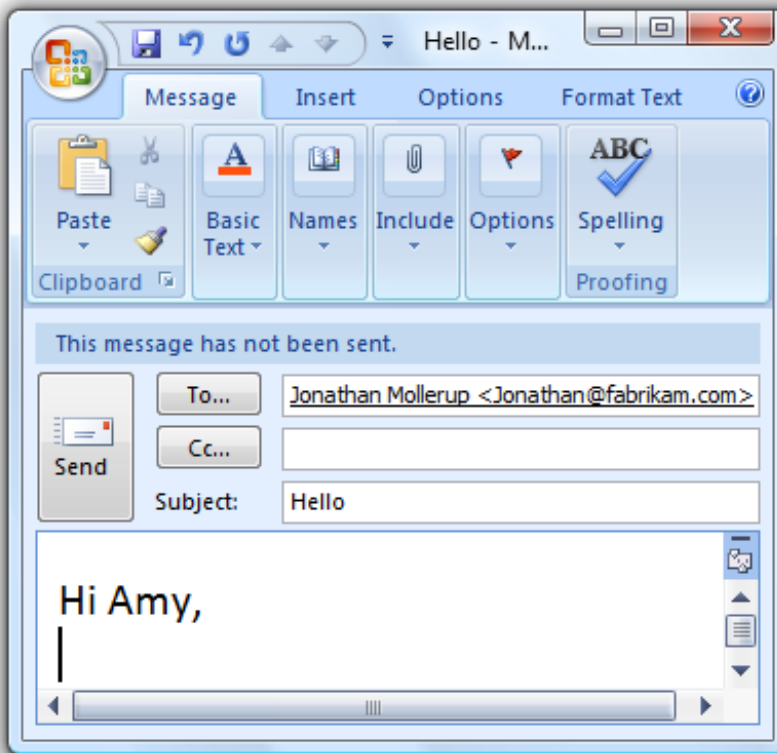 Hello - M...
Message Insert Options Format Text
ABC
Paste Basic Text Names Include Options Spelling
Clipboard Proofing
This message has not been sent.
To... Jonathan Mollerup <Jonathan@fabrikam.com>
Cc...
Send
Subject: Hello
Hi Amy,